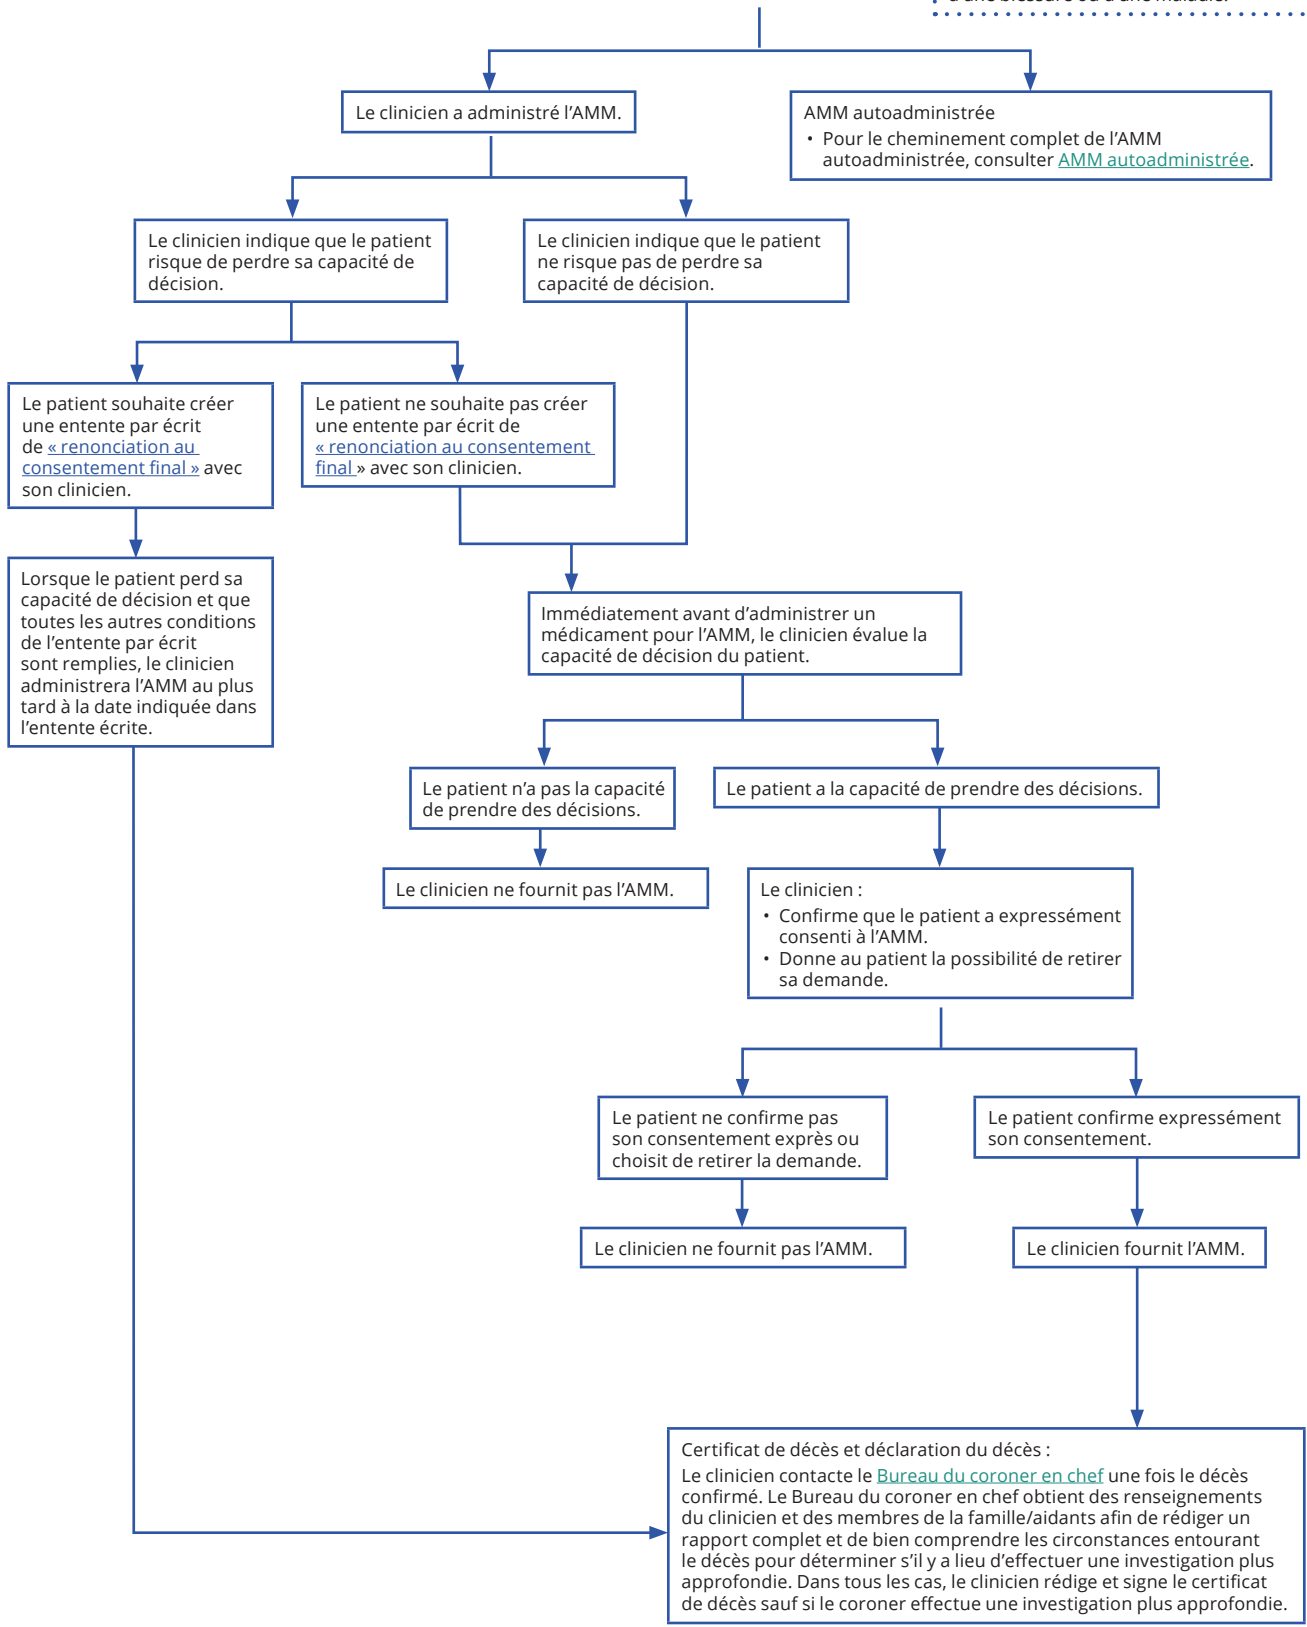 d'une blessure ou d'une maladie.
Le clinicien a administré l'AMM.
AMM autoadministrée
• Pour le cheminement complet de l'AMM
autoadministrée, consulter AMM autoadministrée.
Le clinicien indique que le patient
risque de perdre sa capacité de
décision.
Le clinicien indique que le patient
ne risque pas de perdre sa
capacité de décision.
Le patient souhaite créer
une entente par écrit
de « renonciation au
consentement final » avec
son clinicien.
Le patient ne souhaite pas créer
une entente par écrit de
« renonciation au consentement
final » avec son clinicien.
Lorsque le patient perd sa
capacité de décision et que
toutes les autres conditions
de l'entente par écrit
sont remplies, le clinicien
administrera l'AMM au plus
tard à la date indiquée dans
l'entente écrite.
Immédiatement avant d'administrer un
médicament pour l'AMM, le clinicien évalue la
capacité de décision du patient.
Le patient n'a pas la capacité
de prendre des décisions.
Le patient a la capacité de prendre des décisions.
Le clinicien ne fournit pas l'AMM.
Le clinicien :
• Confirme que le patient a expressément
consenti à l'AMM.
• Donne au patient la possibilité de retirer
sa demande.
Le patient ne confirme pas
son consentement exprès ou
choisit de retirer la demande.
Le patient confirme expressément
son consentement.
Le clinicien ne fournit pas l'AMM.
Le clinicien fournit l'AMM.
Certificat de décès et déclaration du décès :
Le clinicien contacte le Bureau du coroner en chef une fois le décès
confirmé. Le Bureau du coroner en chef obtient des renseignements
du clinicien et des membres de la famille/aidants afin de rédiger un
rapport complet et de bien comprendre les circonstances entourant
le décès pour déterminer s'il y a lieu d'effectuer une investigation plus
approfondie. Dans tous les cas, le clinicien rédige et signe le certificat
de décès sauf si le coroner effectue une investigation plus approfondie.